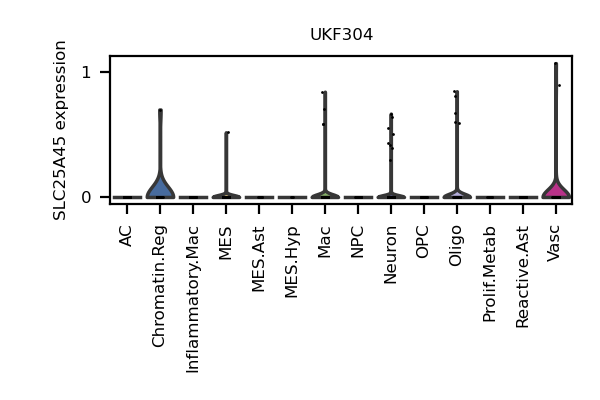 UKF304
SLC25A45 expression
1
0
AC
Chromatin.Reg
Inflammatory.Mac
MES
MES.Ast
MES.Hyp
Mac
NPC
Neuron
OPC
Oligo
Prolif.Metab
Reactive.Ast
Vasc